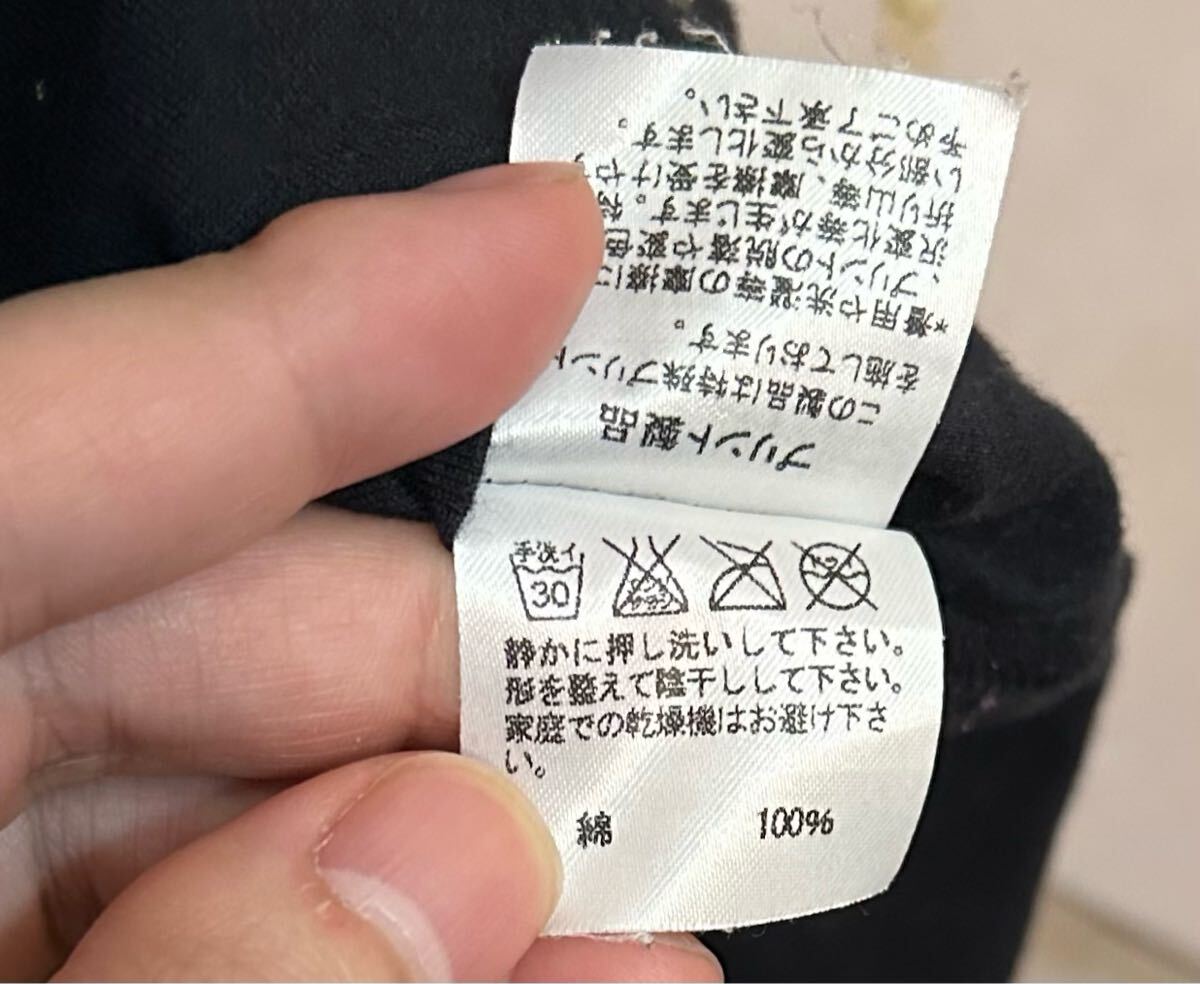 プリント製品
この製品は特殊プリント
を施しております。
*着用や洗濯等の摩擦に
プリントの脱落や変色
沢変化等が生じます。
折り山等、摩擦を受けや
い部分から変化します。
予めご了承下さい。
手洗イ
30
静かに押し洗いして下さい。
形を整えて陰干しして下さい。
家庭での乾燥機はお避け下さ
い。
綿 100%